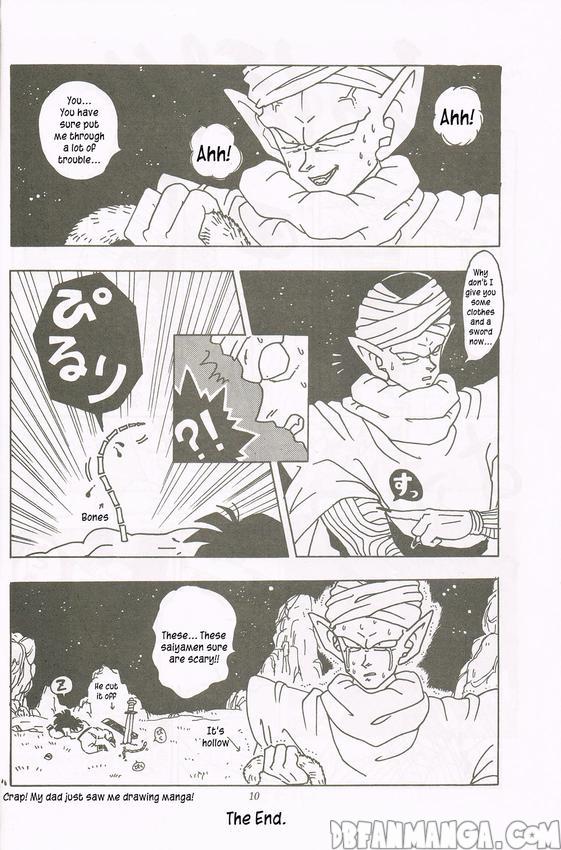 You...
You have
sure put
me through
a lot of
trouble...
Ahh!
Ahh!
Why
don't I
give you
some
clothes
and a
sword
now...
すっ
?!
ぴるり
Bones
These... These
saiyamen sure
are scary!!
It's
hollow
He cut
it off
Z
Crap! My dad just saw me drawing manga!
10
The End.
DBFANMANGA.COM